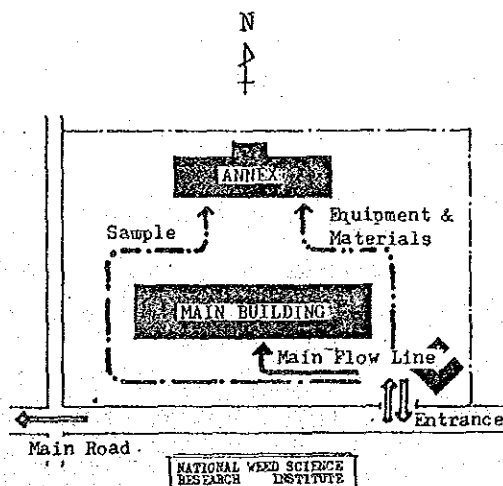 N
ANNEX
Sample
Equipment &
Materials
MAIN BUILDING
Main Flow Line
Entrance
Main Road
NATIONAL WEED SCIENCE
RESEARCH INSTITUTE